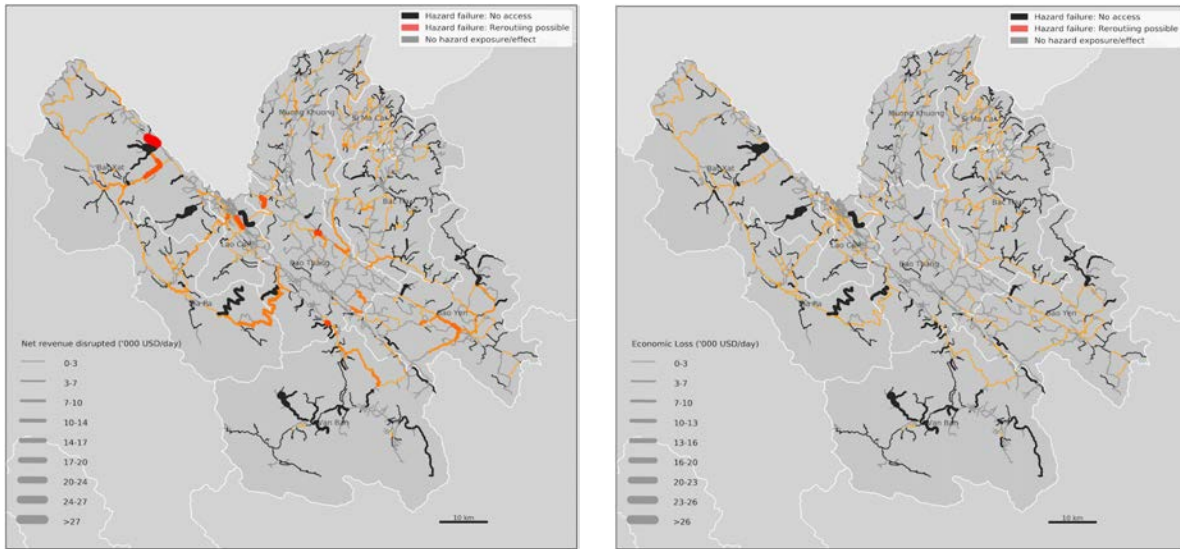 Hazard failure: No access
Hazard failure: Reroutiing possible
No hazard exposure/effect
Muong Khuong
Si Ma Cai
Bat Xat
Bac Ha
Lao Cai
Bao Thang
Sa Pa
Bao Yen
Van Ban
Net revenue disrupted ('000 USD/day)
0-3
3-7
7-10
10-14
14-17
17-20
20-24
24-27
>27
10 km
Hazard failure: No access
Hazard failure: Reroutiing possible
No hazard exposure/effect
Muong Khuong
Si Ma Cai
Bat Xat
Bac Ha
Lao Cai
Bao Thang
Sa Pa
Bao Yen
Van Ban
Economic Loss ('000 USD/day)
0-3
3-7
7-10
10-13
13-16
16-20
20-23
23-26
>26
10 km